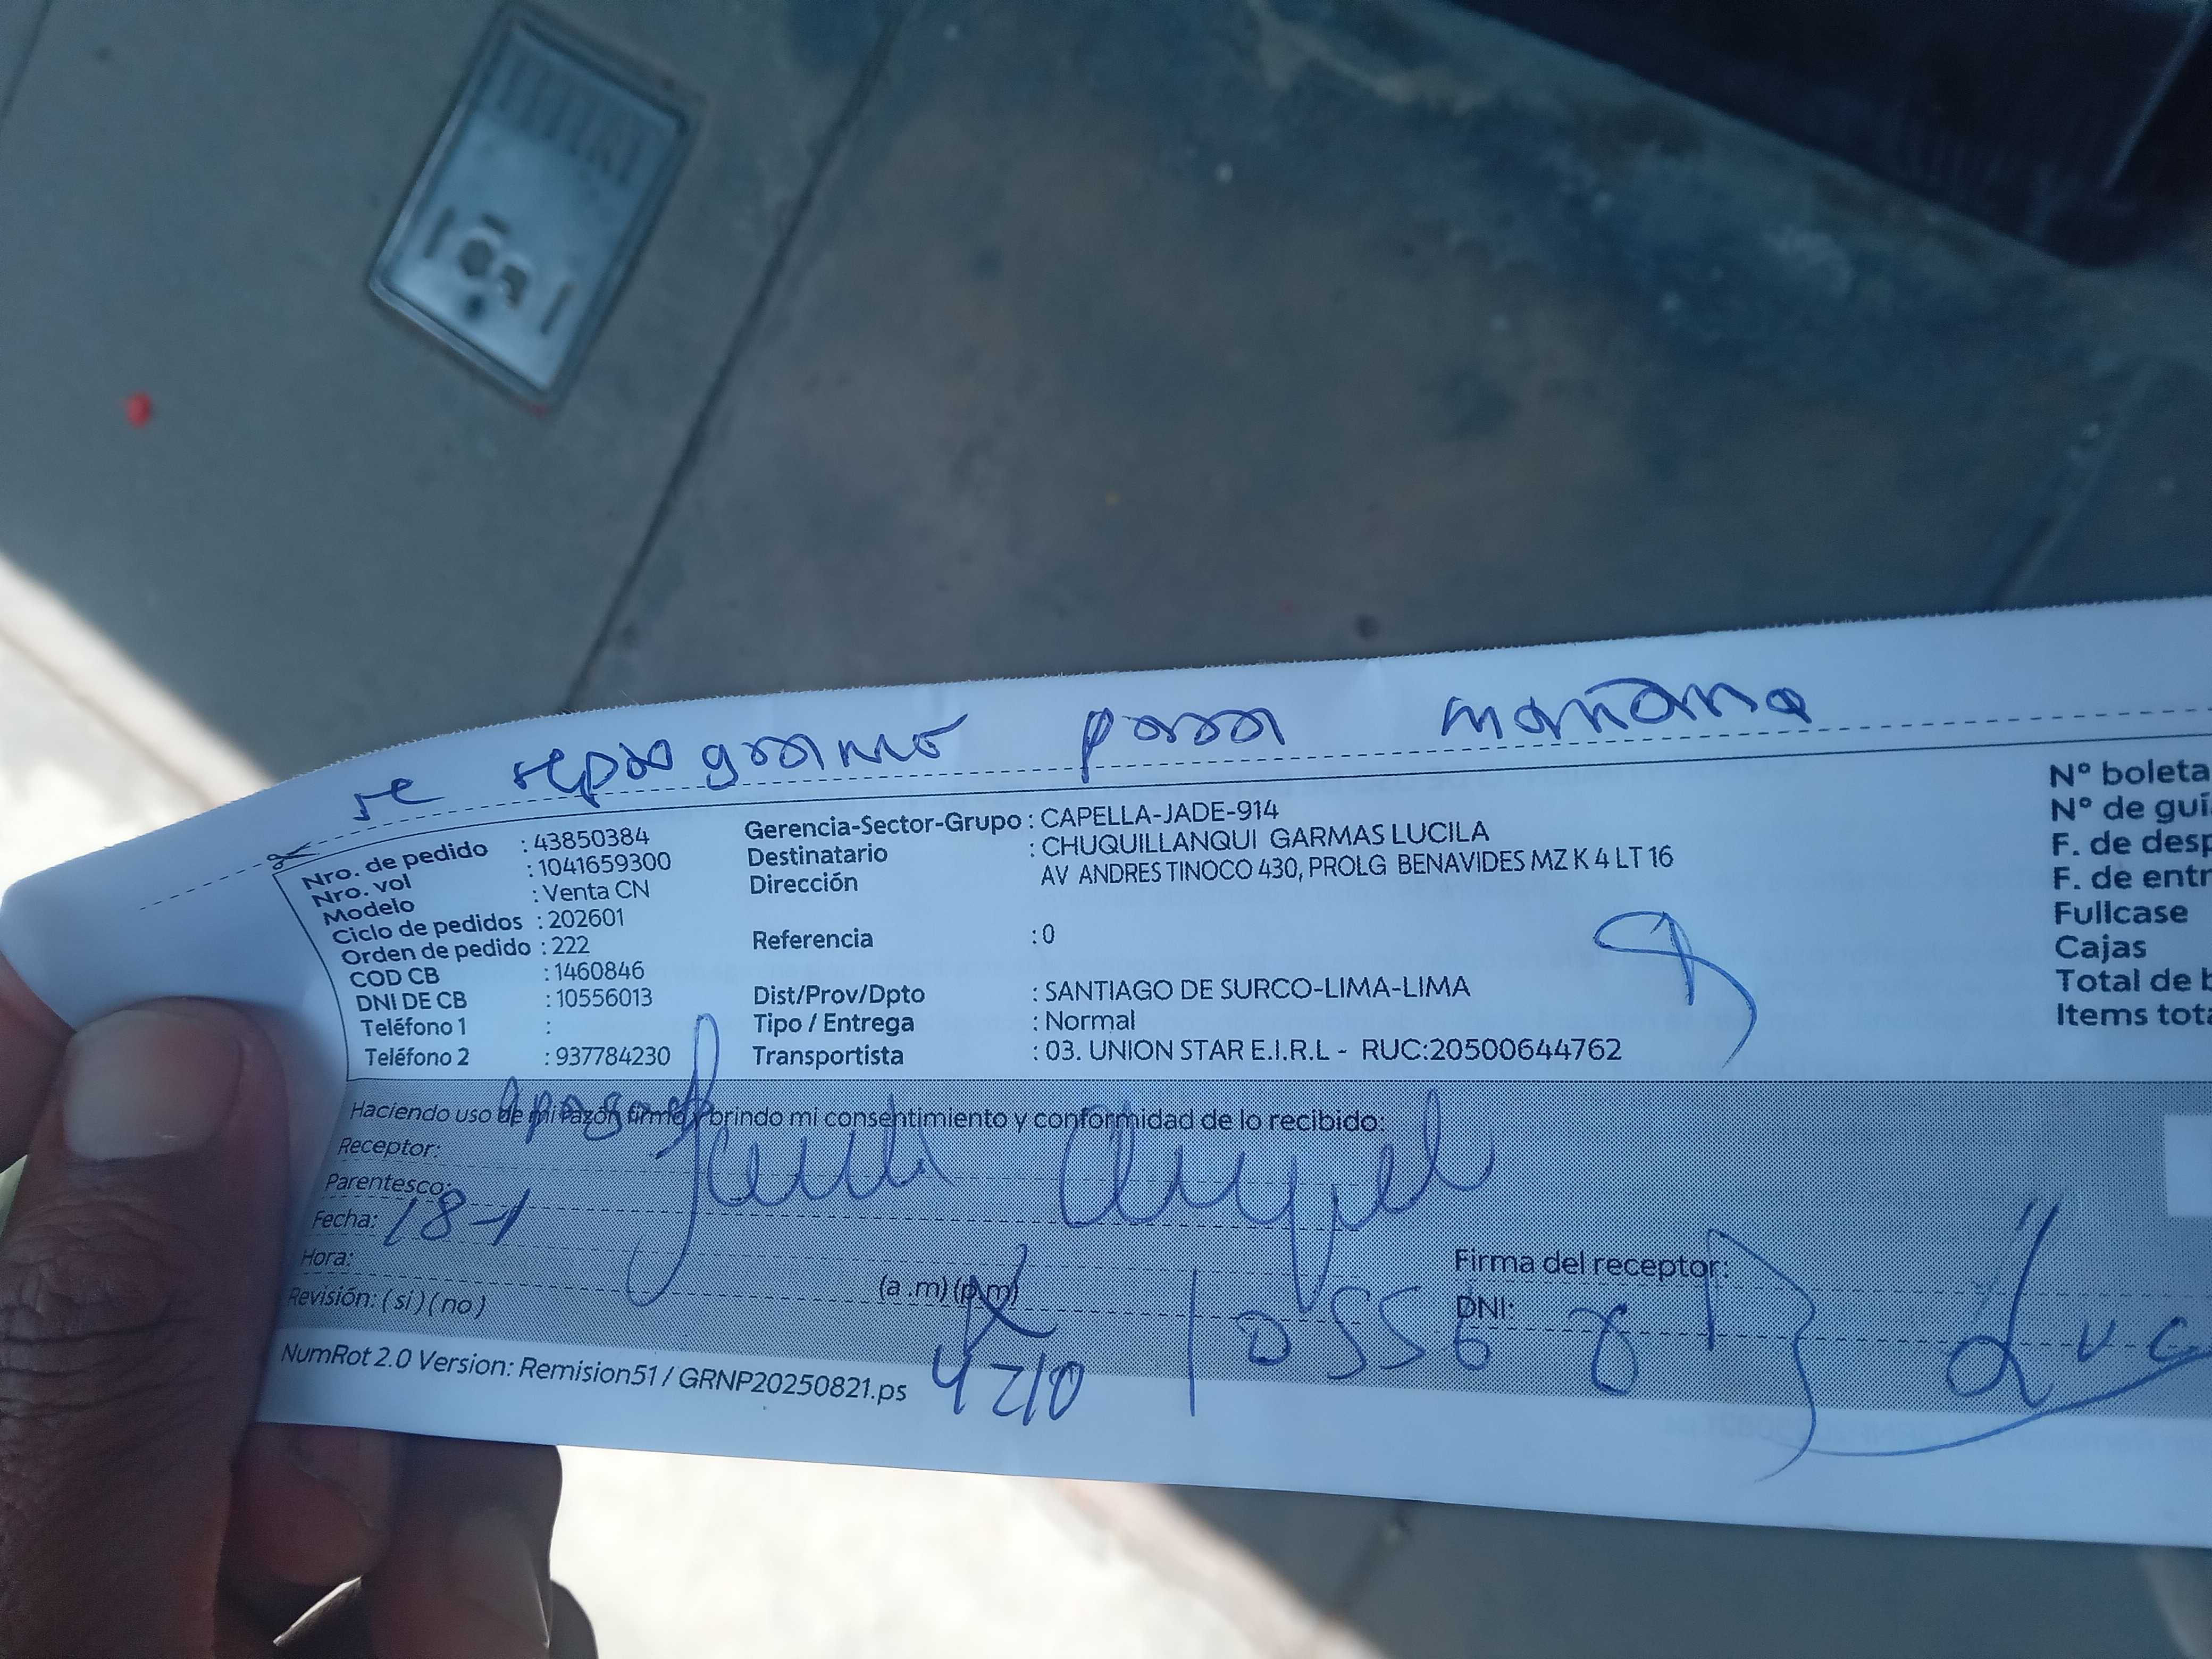 se reprogramo para mañana
Nro. de pedido : 43850384
Nro. vol : 1041659300
Modelo : Venta CN
Ciclo de pedidos : 202601
Orden de pedido : 222
COD CB : 1460846
DNI DE CB : 10556013
Teléfono 1 :
Teléfono 2 : 937784230
Gerencia-Sector-Grupo : CAPELLA-JADE-914
Destinatario : CHUQUILLANQUI GARMAS LUCILA
Dirección AV ANDRES TINOCO 430, PROLG BENAVIDES MZ K 4 LT 16
Referencia : 0
Dist/Prov/Dpto : SANTIAGO DE SURCO-LIMA-LIMA
Tipo / Entrega : Normal
Transportista : 03. UNION STAR E.I.R.L - RUC:20500644762
N° boleta
N° de guí
F. de desp
F. de entr
Fullcase
Cajas
Total de b
Items tota
Haciendo uso de mi razón firmo y brindo mi consentimiento y conformidad de lo recibido:
Receptor:
Parentesco:
Fecha: 18-1
Hora: (a .m) (p.m)
Revisión: ( si ) ( no )
Firma del receptor:
DNI:
4210
NumRot 2.0 Version: Remision51 / GRNP20250821.ps